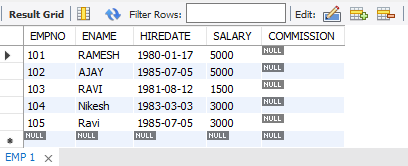 Result Grid Filter Rows: Edit:
EMPNO ENAME HIREDATE SALARY COMMISSION
101 RAMESH 1980-01-17 5000 NULL
102 AJAY 1985-07-05 5000 NULL
103 RAVI 1981-08-12 1500 NULL
104 Nikesh 1983-03-03 3000 NULL
105 Ravi 1985-07-05 3000 NULL
NULL NULL NULL NULL NULL
EMP 1